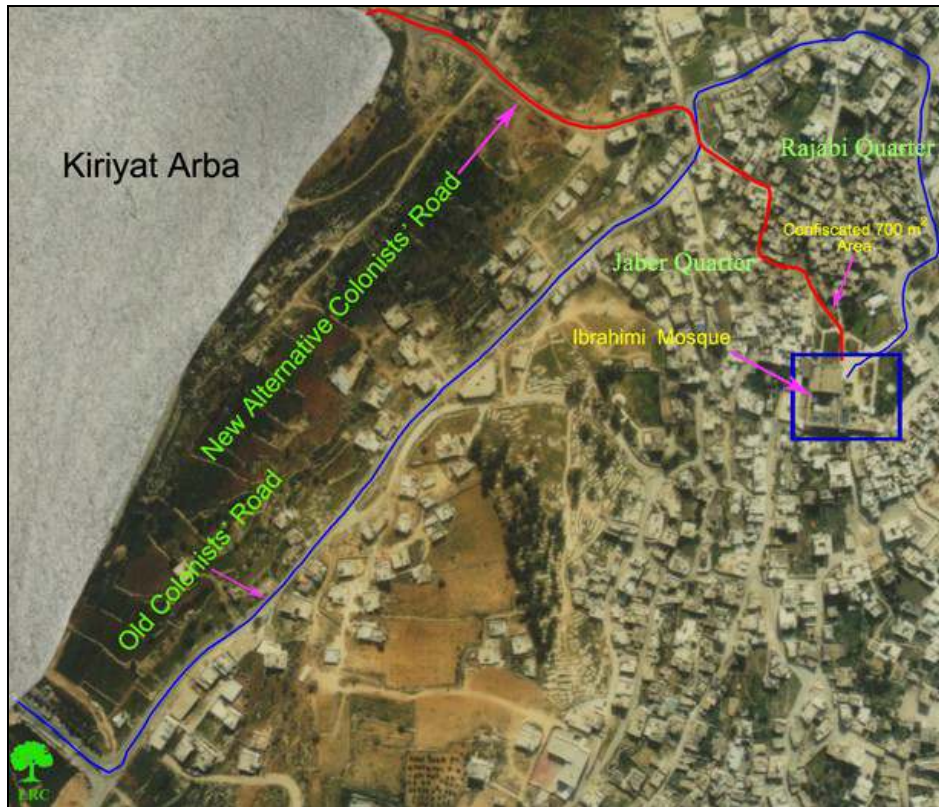 Kiriyat Arba
Rajabi Quarter
New Alternative Colonists' Road
Confiscated 700 m²
Area
Jaber Quarter
Ibrahimi Mosque
Old Colonists' Road
LRC